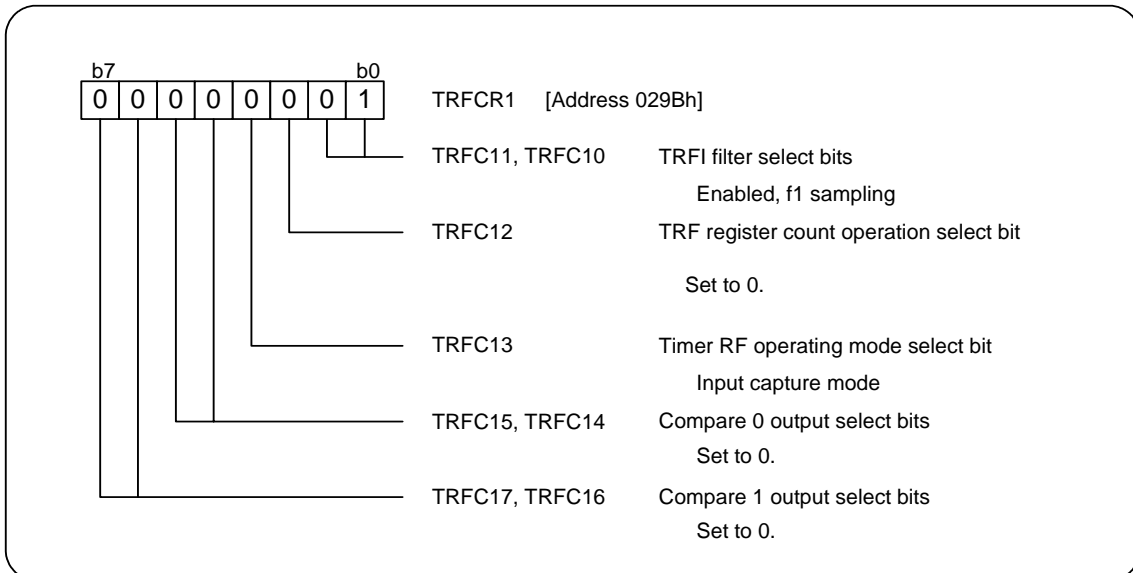 b7 b0
0 0 0 0 0 0 0 1 TRFCR1 [Address 029Bh]
TRFC11, TRFC10 TRFI filter select bits
Enabled, f1 sampling
TRFC12 TRF register count operation select bit
Set to 0.
TRFC13 Timer RF operating mode select bit
Input capture mode
TRFC15, TRFC14 Compare 0 output select bits
Set to 0.
TRFC17, TRFC16 Compare 1 output select bits
Set to 0.